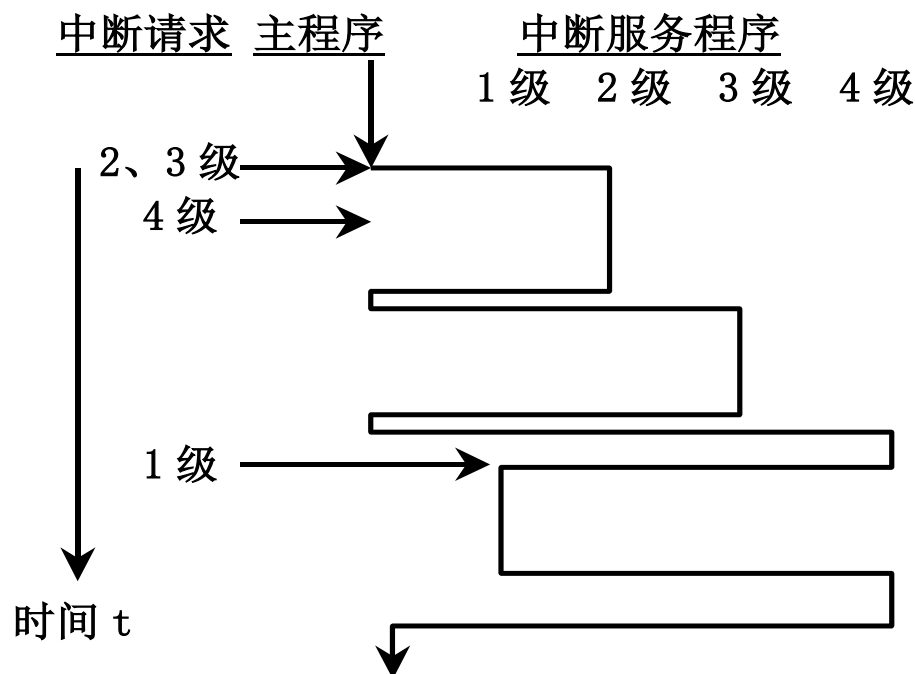 中断请求 主程序 中断服务程序
1级 2级 3级 4级
2、3级
4级
1级
时间 t